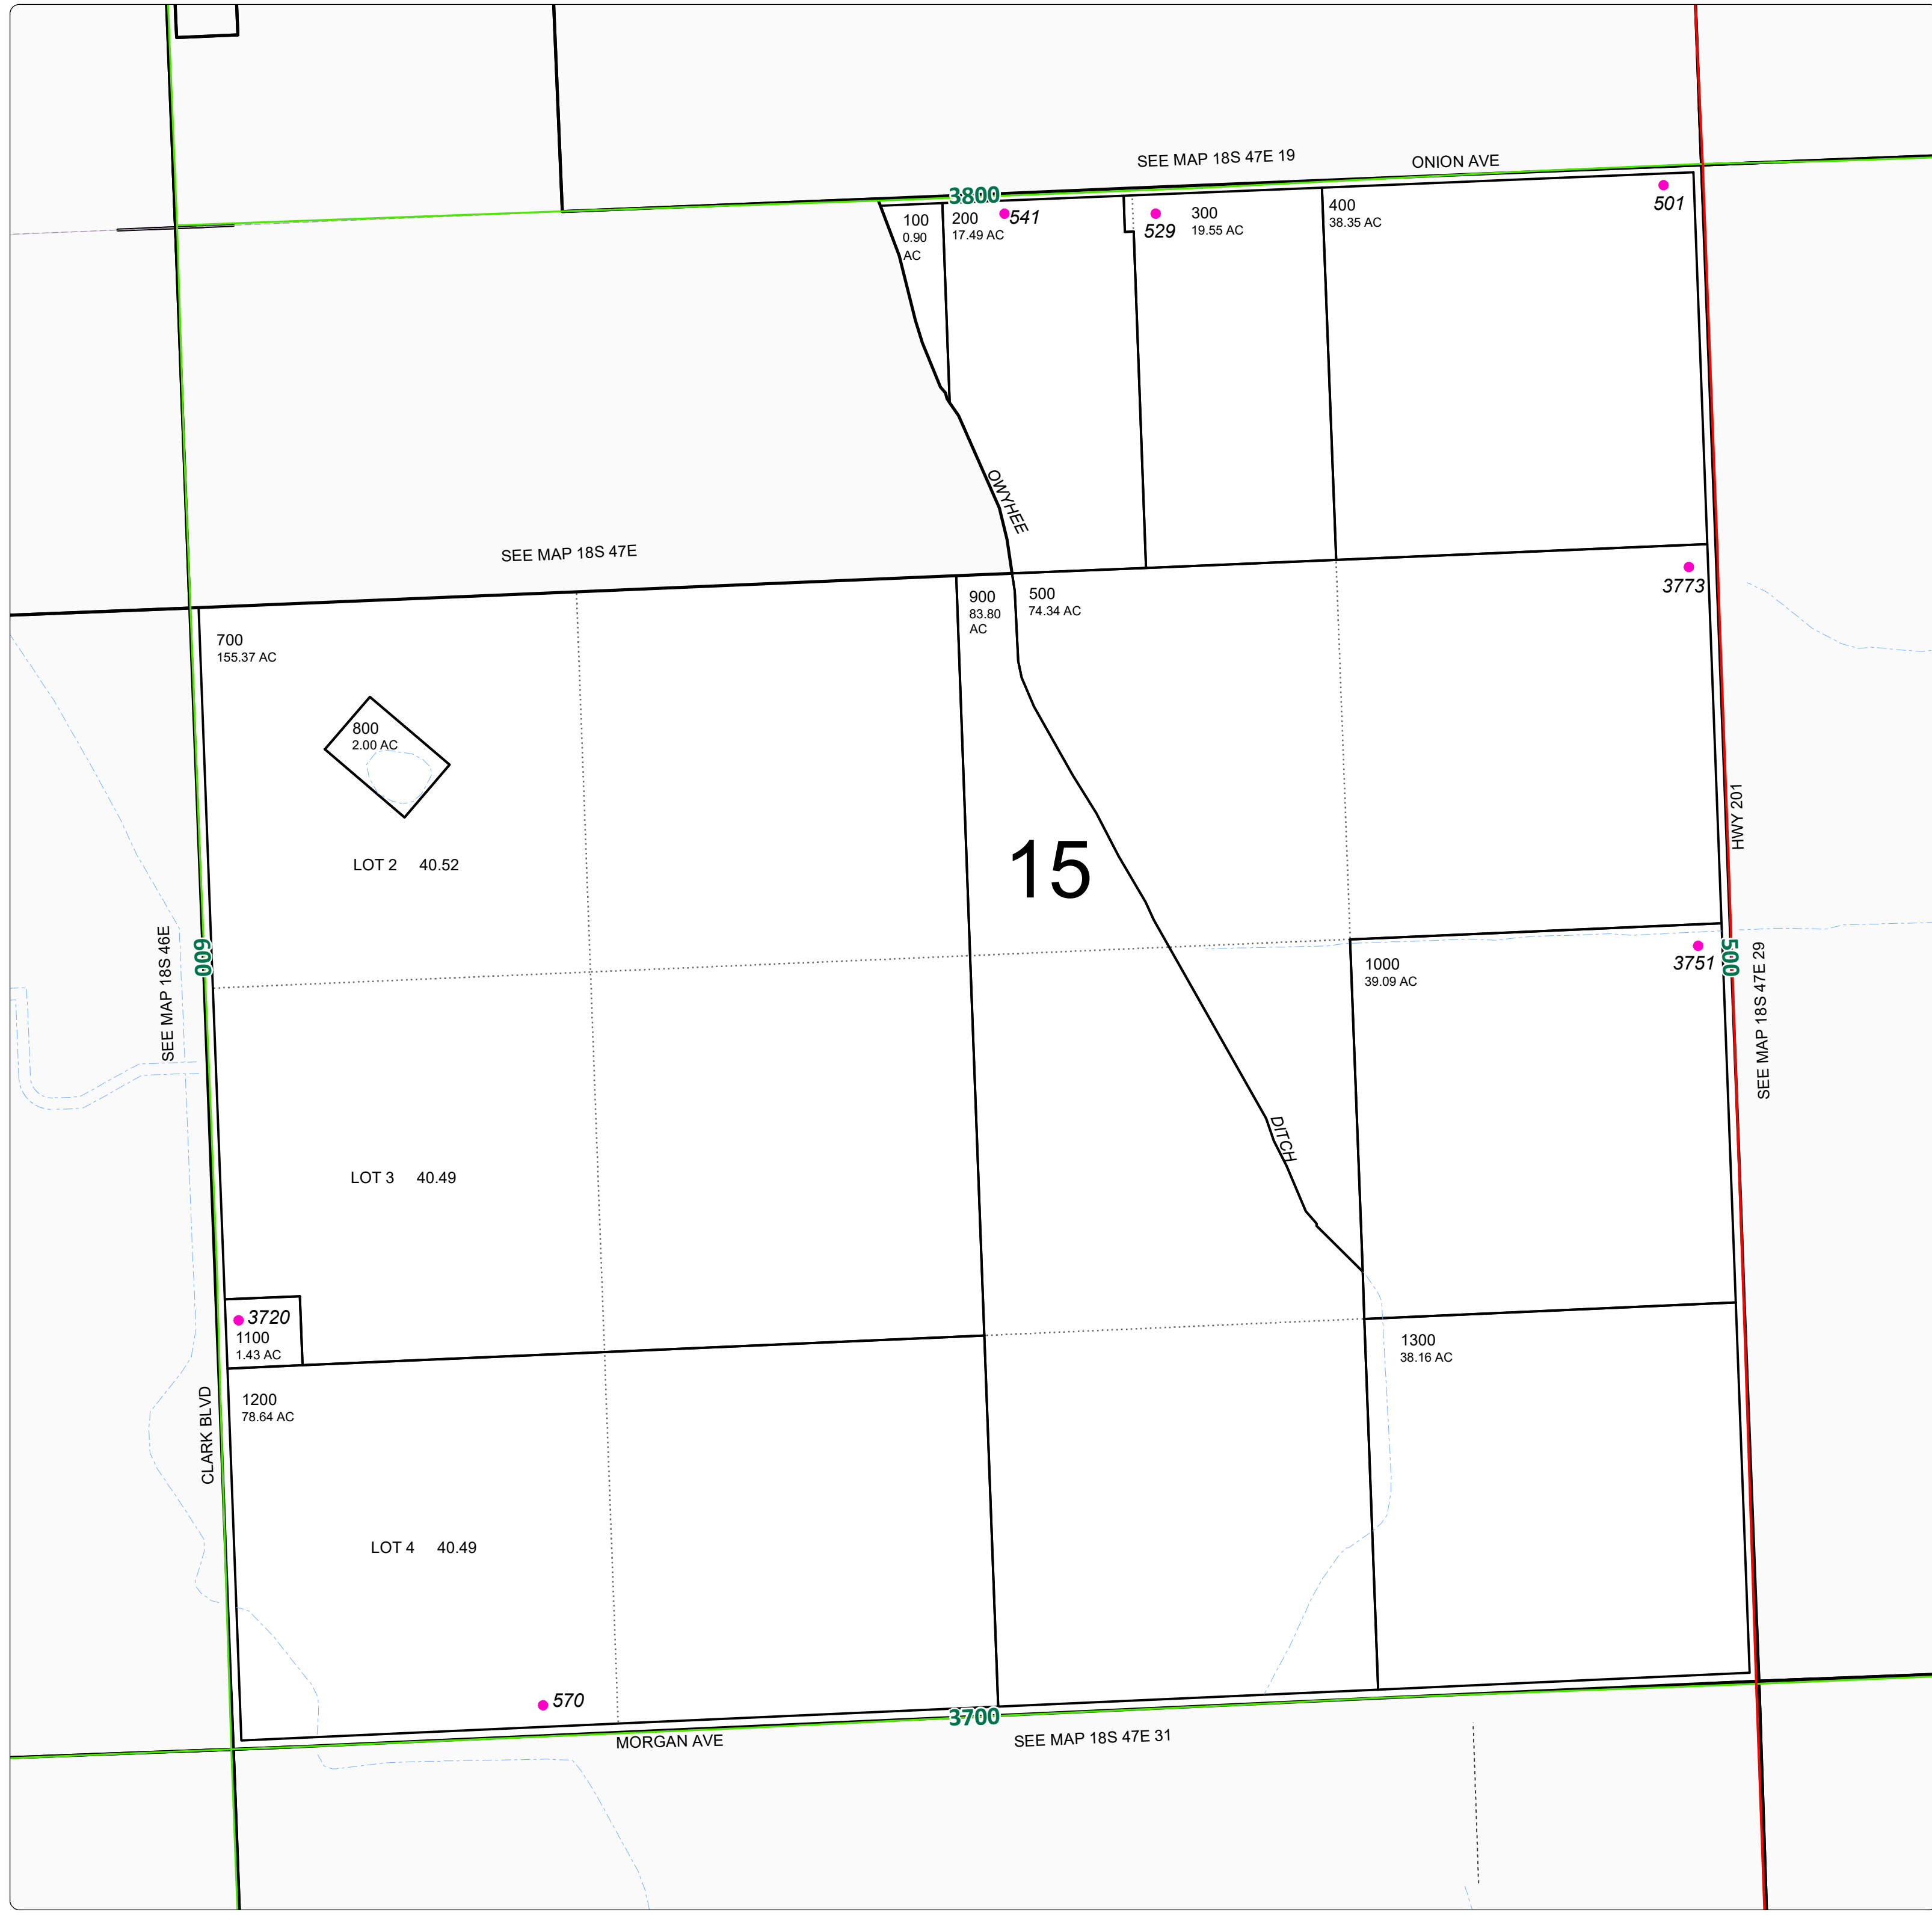 SEE MAP 18S 47E 19
ONION AVE
3800
100
0.90
AC
200
17.49 AC
541
529
300
19.55 AC
400
38.35 AC
501
OWYHEE
SEE MAP 18S 47E
3773
900
83.80
AC
500
74.34 AC
700
155.37 AC
800
2.00 AC
HWY 201
LOT 2 40.52
15
SEE MAP 18S 46E
600
1000
39.09 AC
3751
500
SEE MAP 18S 47E 29
DITCH
LOT 3 40.49
3720
1100
1.43 AC
1300
38.16 AC
1200
78.64 AC
CLARK BLVD
LOT 4 40.49
570
3700
MORGAN AVE
SEE MAP 18S 47E 31